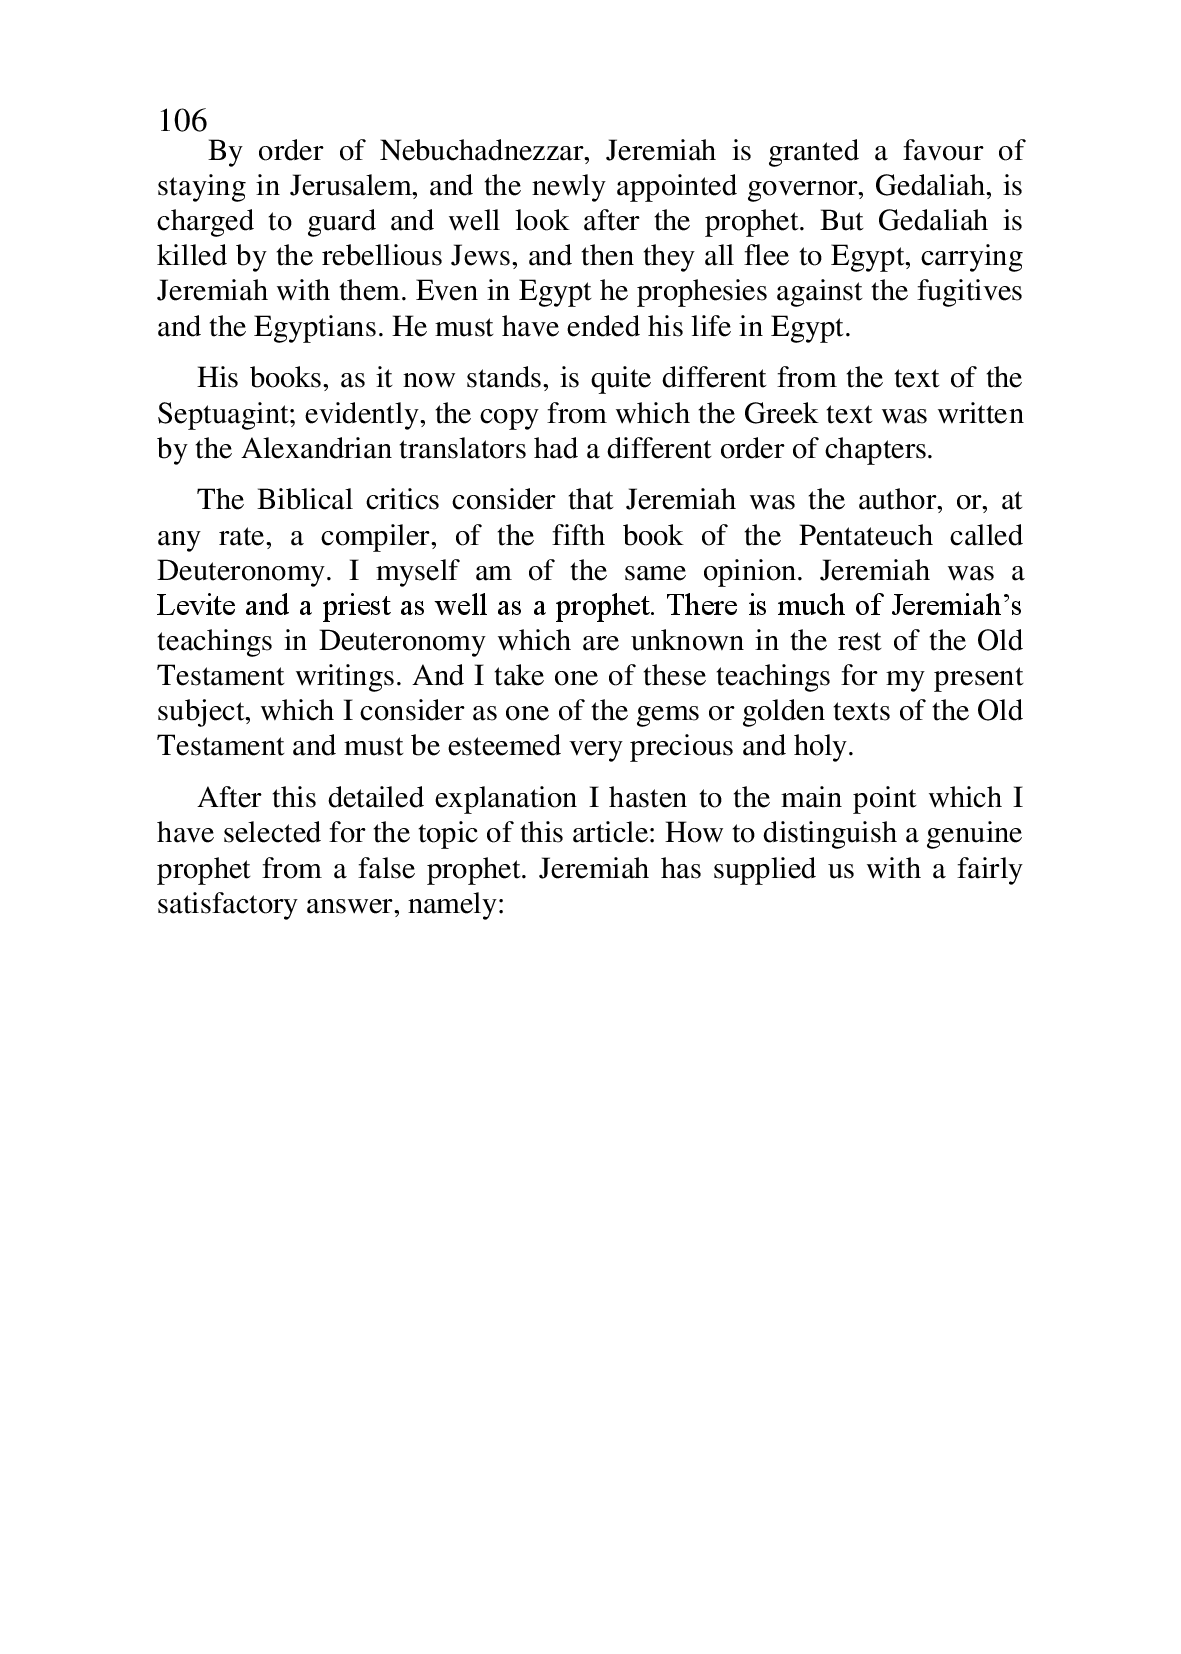 106
By order of Nebuchadnezzar, Jeremiah is granted a favour of
staying in Jerusalem, and the newly appointed governor, Gedaliah, is
charged to guard and well look after the prophet. But Gedaliah is
killed by the rebellious Jews, and then they all flee to Egypt, carrying
Jeremiah with them. Even in Egypt he prophesies against the fugitives
and the Egyptians. He must have ended his life in Egypt.
His books, as it now stands, is quite different from the text of the
Septuagint; evidently, the copy from which the Greek text was written
by the Alexandrian translators had a different order of chapters.
The Biblical critics consider that Jeremiah was the author, or, at
any rate, a compiler, of the fifth book of the Pentateuch called
Deuteronomy. I myself am of the same opinion. Jeremiah was a
Levite and a priest as well as a prophet. There is much of Jeremiah’s
teachings in Deuteronomy which are unknown in the rest of the Old
Testament writings. And I take one of these teachings for my present
subject, which I consider as one of the gems or golden texts of the Old
Testament and must be esteemed very precious and holy.
After this detailed explanation I hasten to the main point which I
have selected for the topic of this article: How to distinguish a genuine
prophet from a false prophet. Jeremiah has supplied us with a fairly
satisfactory answer, namely: